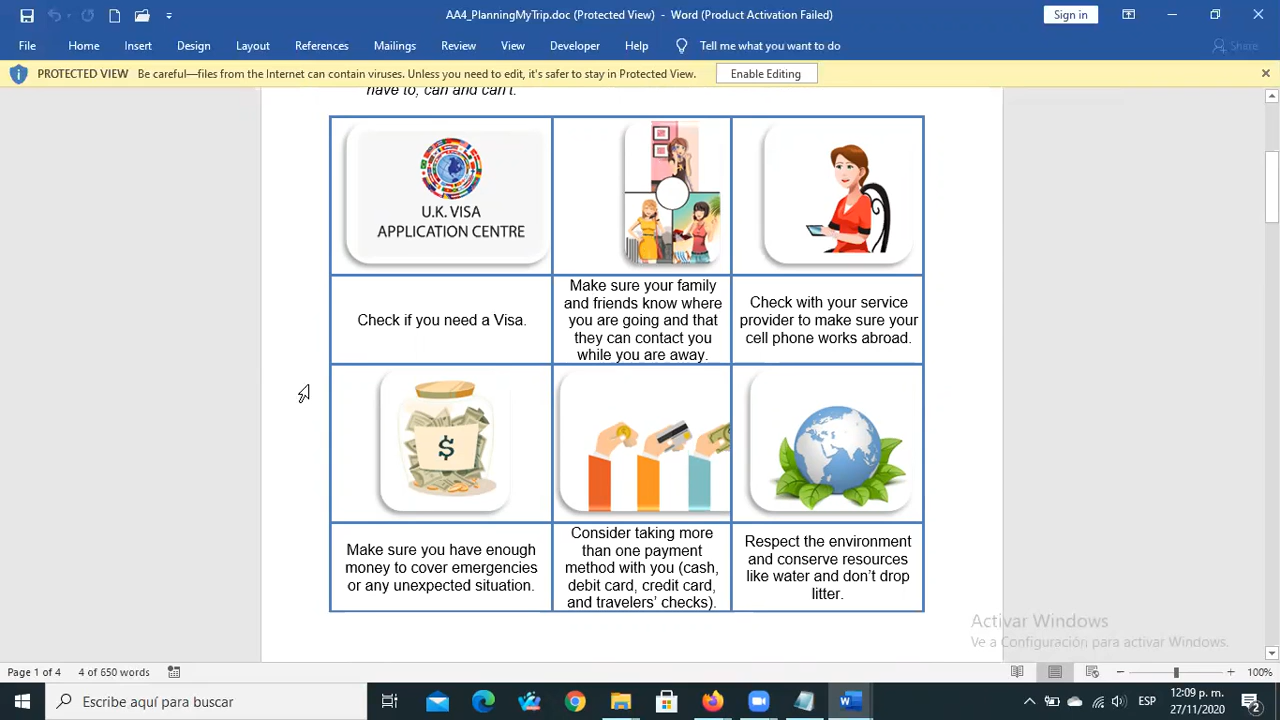 AA4_PlanningMyTrip.doc (Protected View) - Word (Product Activation Failed)
Sign in
File Home Insert Design Layout References Mailings Review View Developer Help Tell me what you want to do Share
PROTECTED VIEW Be careful—files from the Internet can contain viruses. Unless you need to edit, it's safer to stay in Protected View. Enable Editing
have to, can and can't.
U.K. VISA
APPLICATION CENTRE
Check if you need a Visa.
Make sure your family
and friends know where
you are going and that
they can contact you
while you are away.
Check with your service
provider to make sure your
cell phone works abroad.
$
Make sure you have enough
money to cover emergencies
or any unexpected situation.
Consider taking more
than one payment
method with you (cash,
debit card, credit card,
and travelers' checks).
Respect the environment
and conserve resources
like water and don't drop
litter.
Activar Windows
Ve a Configuración para activar Windows.
Page 1 of 4 4 of 650 words 100%
Escribe aquí para buscar
ESP
12:09 p. m.
27/11/2020
2